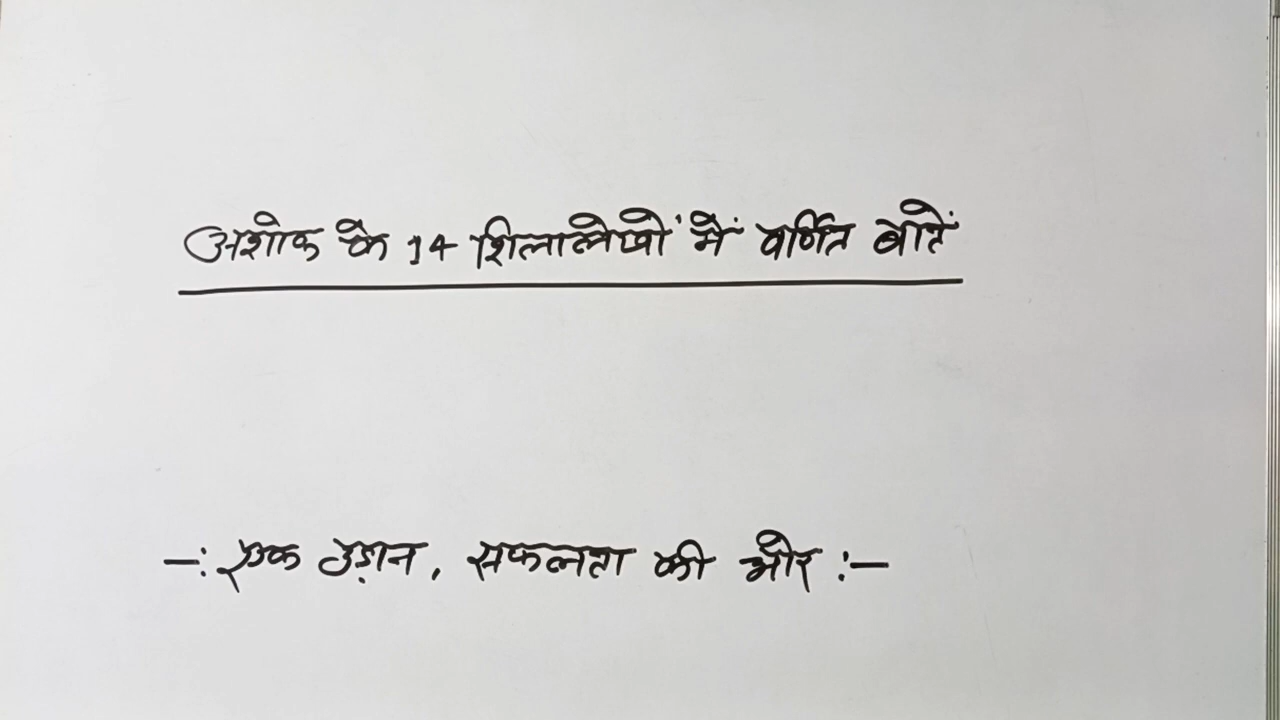 अशोक के 14 शिलालेखों में वर्णित बातें
-: एक उड़ान, सफलता की ओर :-